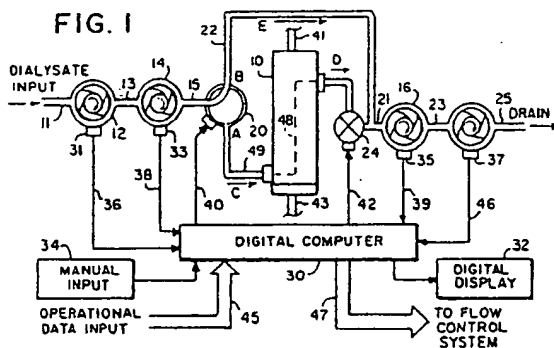 FIG. 1
E
41
22
14
10
D
DIALYSATE
INPUT
13
15
B
16
21
23
25
DRAIN
11
12
20
A
48
24
31
33
49
35
37
C
36
38
40
43
42
39
46
34
DIGITAL COMPUTER
32
MANUAL
INPUT
30
DIGITAL
DISPLAY
OPERATIONAL
DATA INPUT
45
47
TO FLOW
CONTROL
SYSTEM